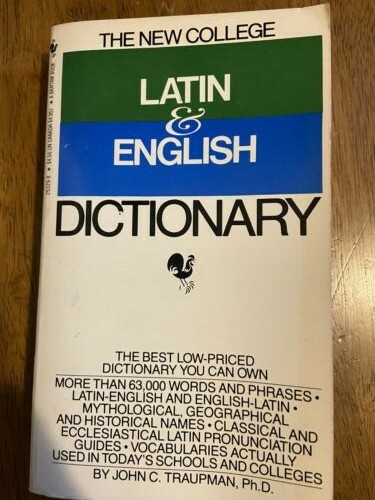 THE NEW COLLEGE
LATIN
&
ENGLISH
DICTIONARY
THE BEST LOW-PRICED
DICTIONARY YOU CAN OWN
MORE THAN 63,000 WORDS AND PHRASES •
LATIN-ENGLISH AND ENGLISH-LATIN •
MYTHOLOGICAL, GEOGRAPHICAL
AND HISTORICAL NAMES • CLASSICAL AND
ECCLESIASTICAL LATIN PRONUNCIATION
GUIDES • VOCABULARIES ACTUALLY
USED IN TODAY'S SCHOOLS AND COLLEGES
BY JOHN C. TRAUPMAN, Ph.D.
A BANTAM BOOK